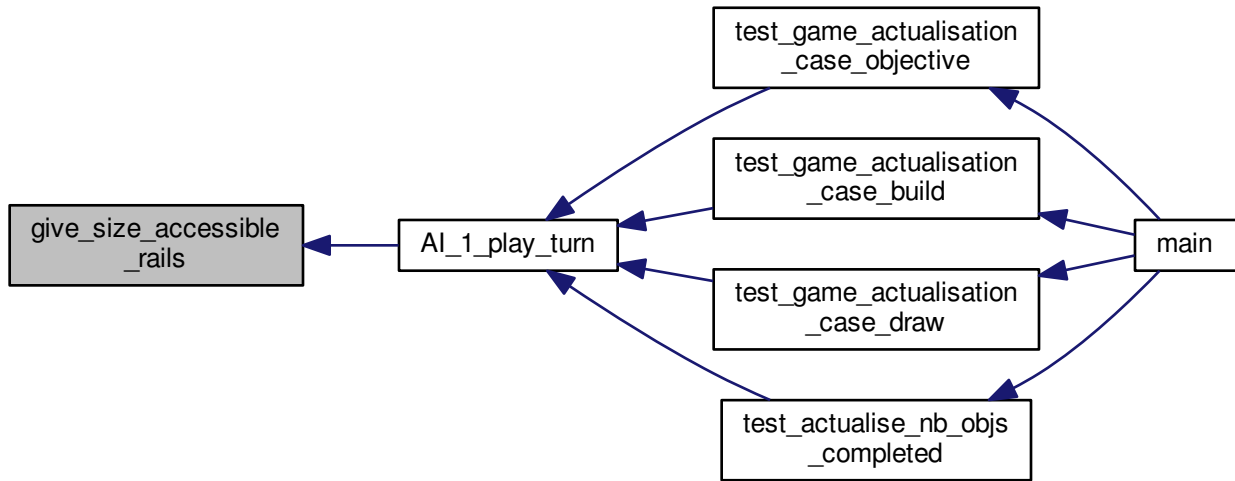 test_game_actualisation
_case_objective
test_game_actualisation
_case_build
give_size_accessible
_rails
AI_1_play_turn
main
test_game_actualisation
_case_draw
test_actualise_nb_objs
_completed